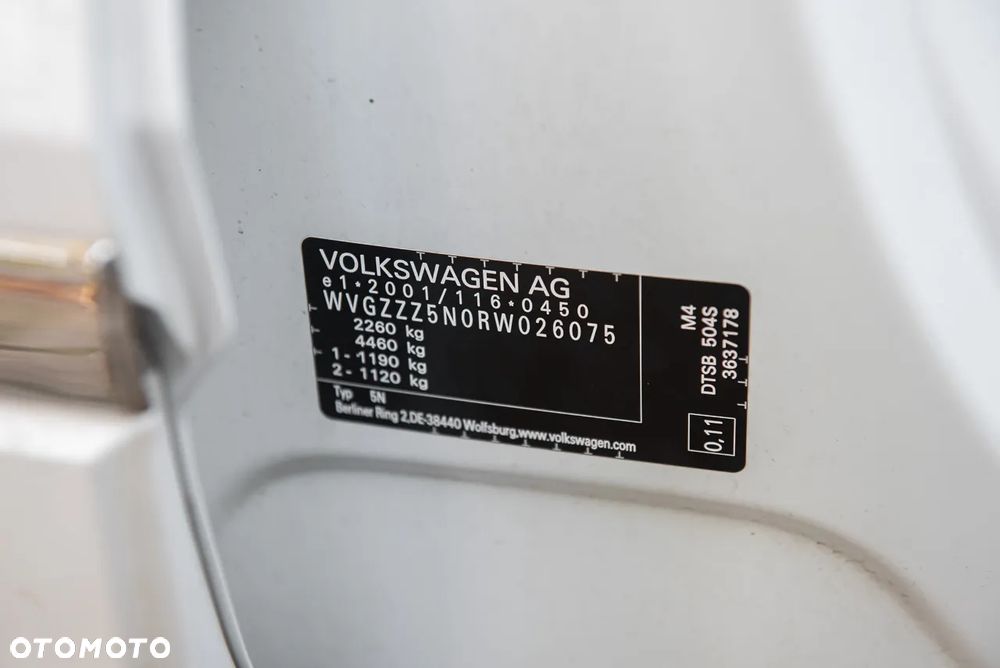 VOLKSWAGEN AG
e1*2001/116*0450
WVGZZZ5N0RW026075
2260 kg
4460 kg
1 - 1190 kg
2 - 1120 kg
Typ 5N
Berliner Ring 2,DE-38440 Wolfsburg,www.volkswagen.com
M4
DTSB 504S
3637178
0,11
OTOMOTO